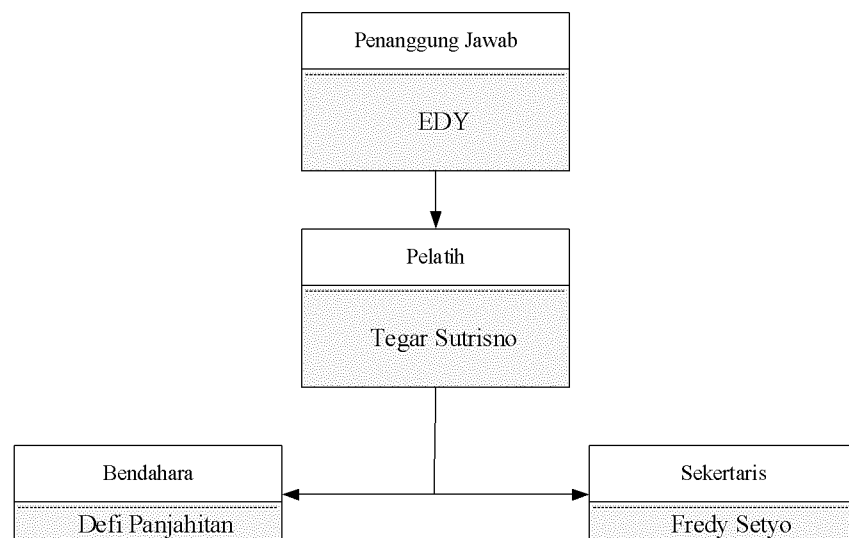 Penanggung Jawab
EDY
Pelatih
Tegar Sutrisno
Bendahara
Defi Panjahitan
Sekertaris
Fredy Setyo